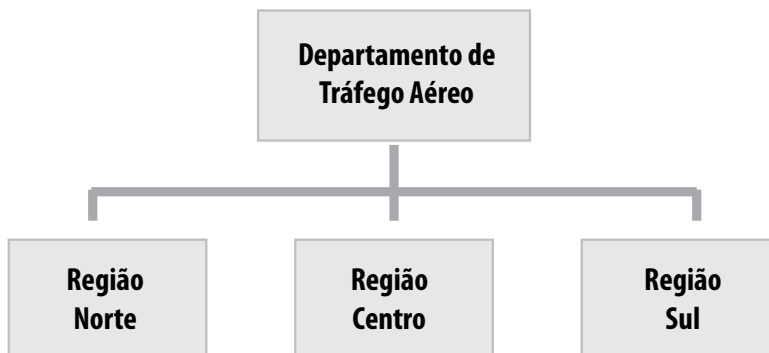 Departamento de
Tráfego Aéreo
Região
Norte
Região
Centro
Região
Sul